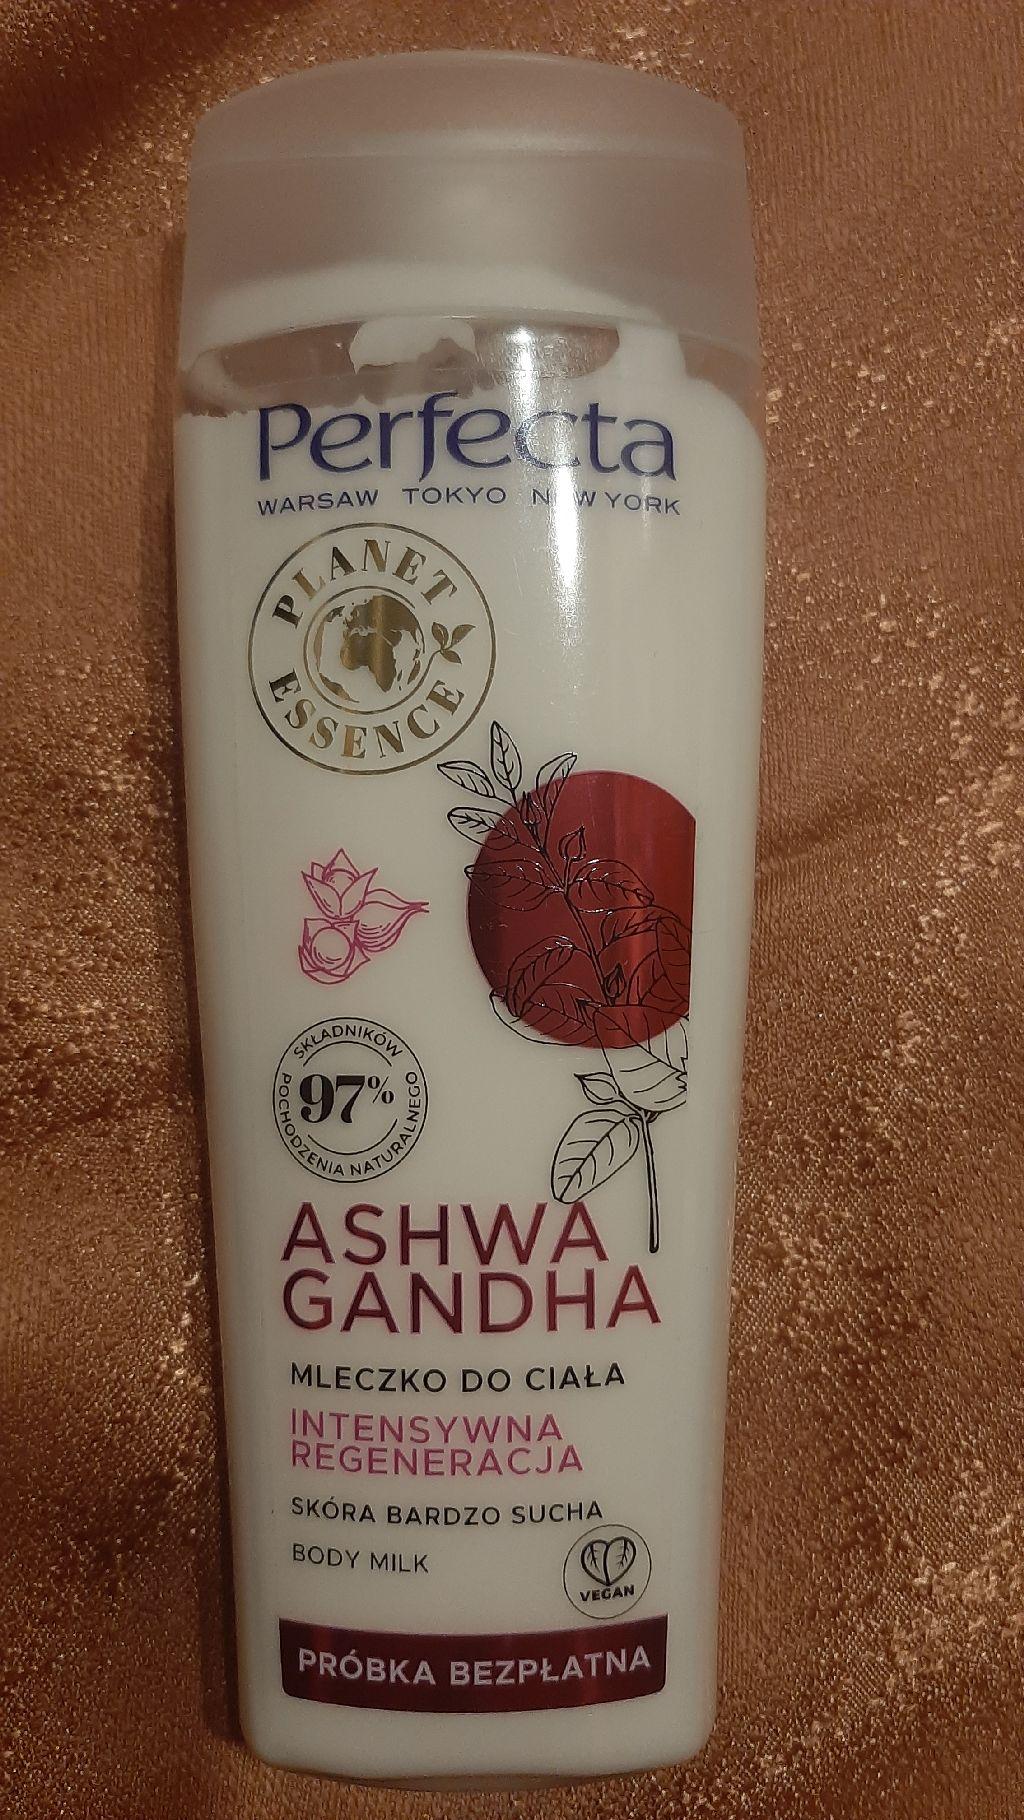 Perfecta
WARSAW TOKYO NEW YORK
PLANET
ESSENCE
SKŁADNIKÓW
97%
POCHODZENIA NATURALNEGO
ASHWA
GANDHA
MLECZKO DO CIAŁA
INTENSYWNA
REGENERACJA
SKÓRA BARDZO SUCHA
BODY MILK
VEGAN
PRÓBKA BEZPŁATNA